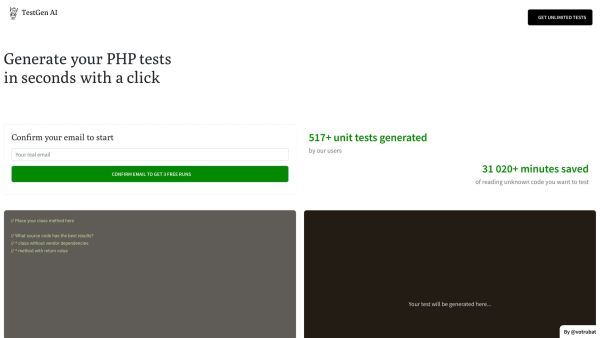 TestGen AI
GET UNLIMITED TESTS
Generate your PHP tests
in seconds with a click
Confirm your email to start
Your real email
CONFIRM EMAIL TO GET 3 FREE RUNS
517+ unit tests generated
by our users
31 020+ minutes saved
of reading unknown code you want to test
// Place your class method here
// What source code has the best results?
// * class without vendor dependencies
// * method with return value
Your test will be generated here...
By @votrubat